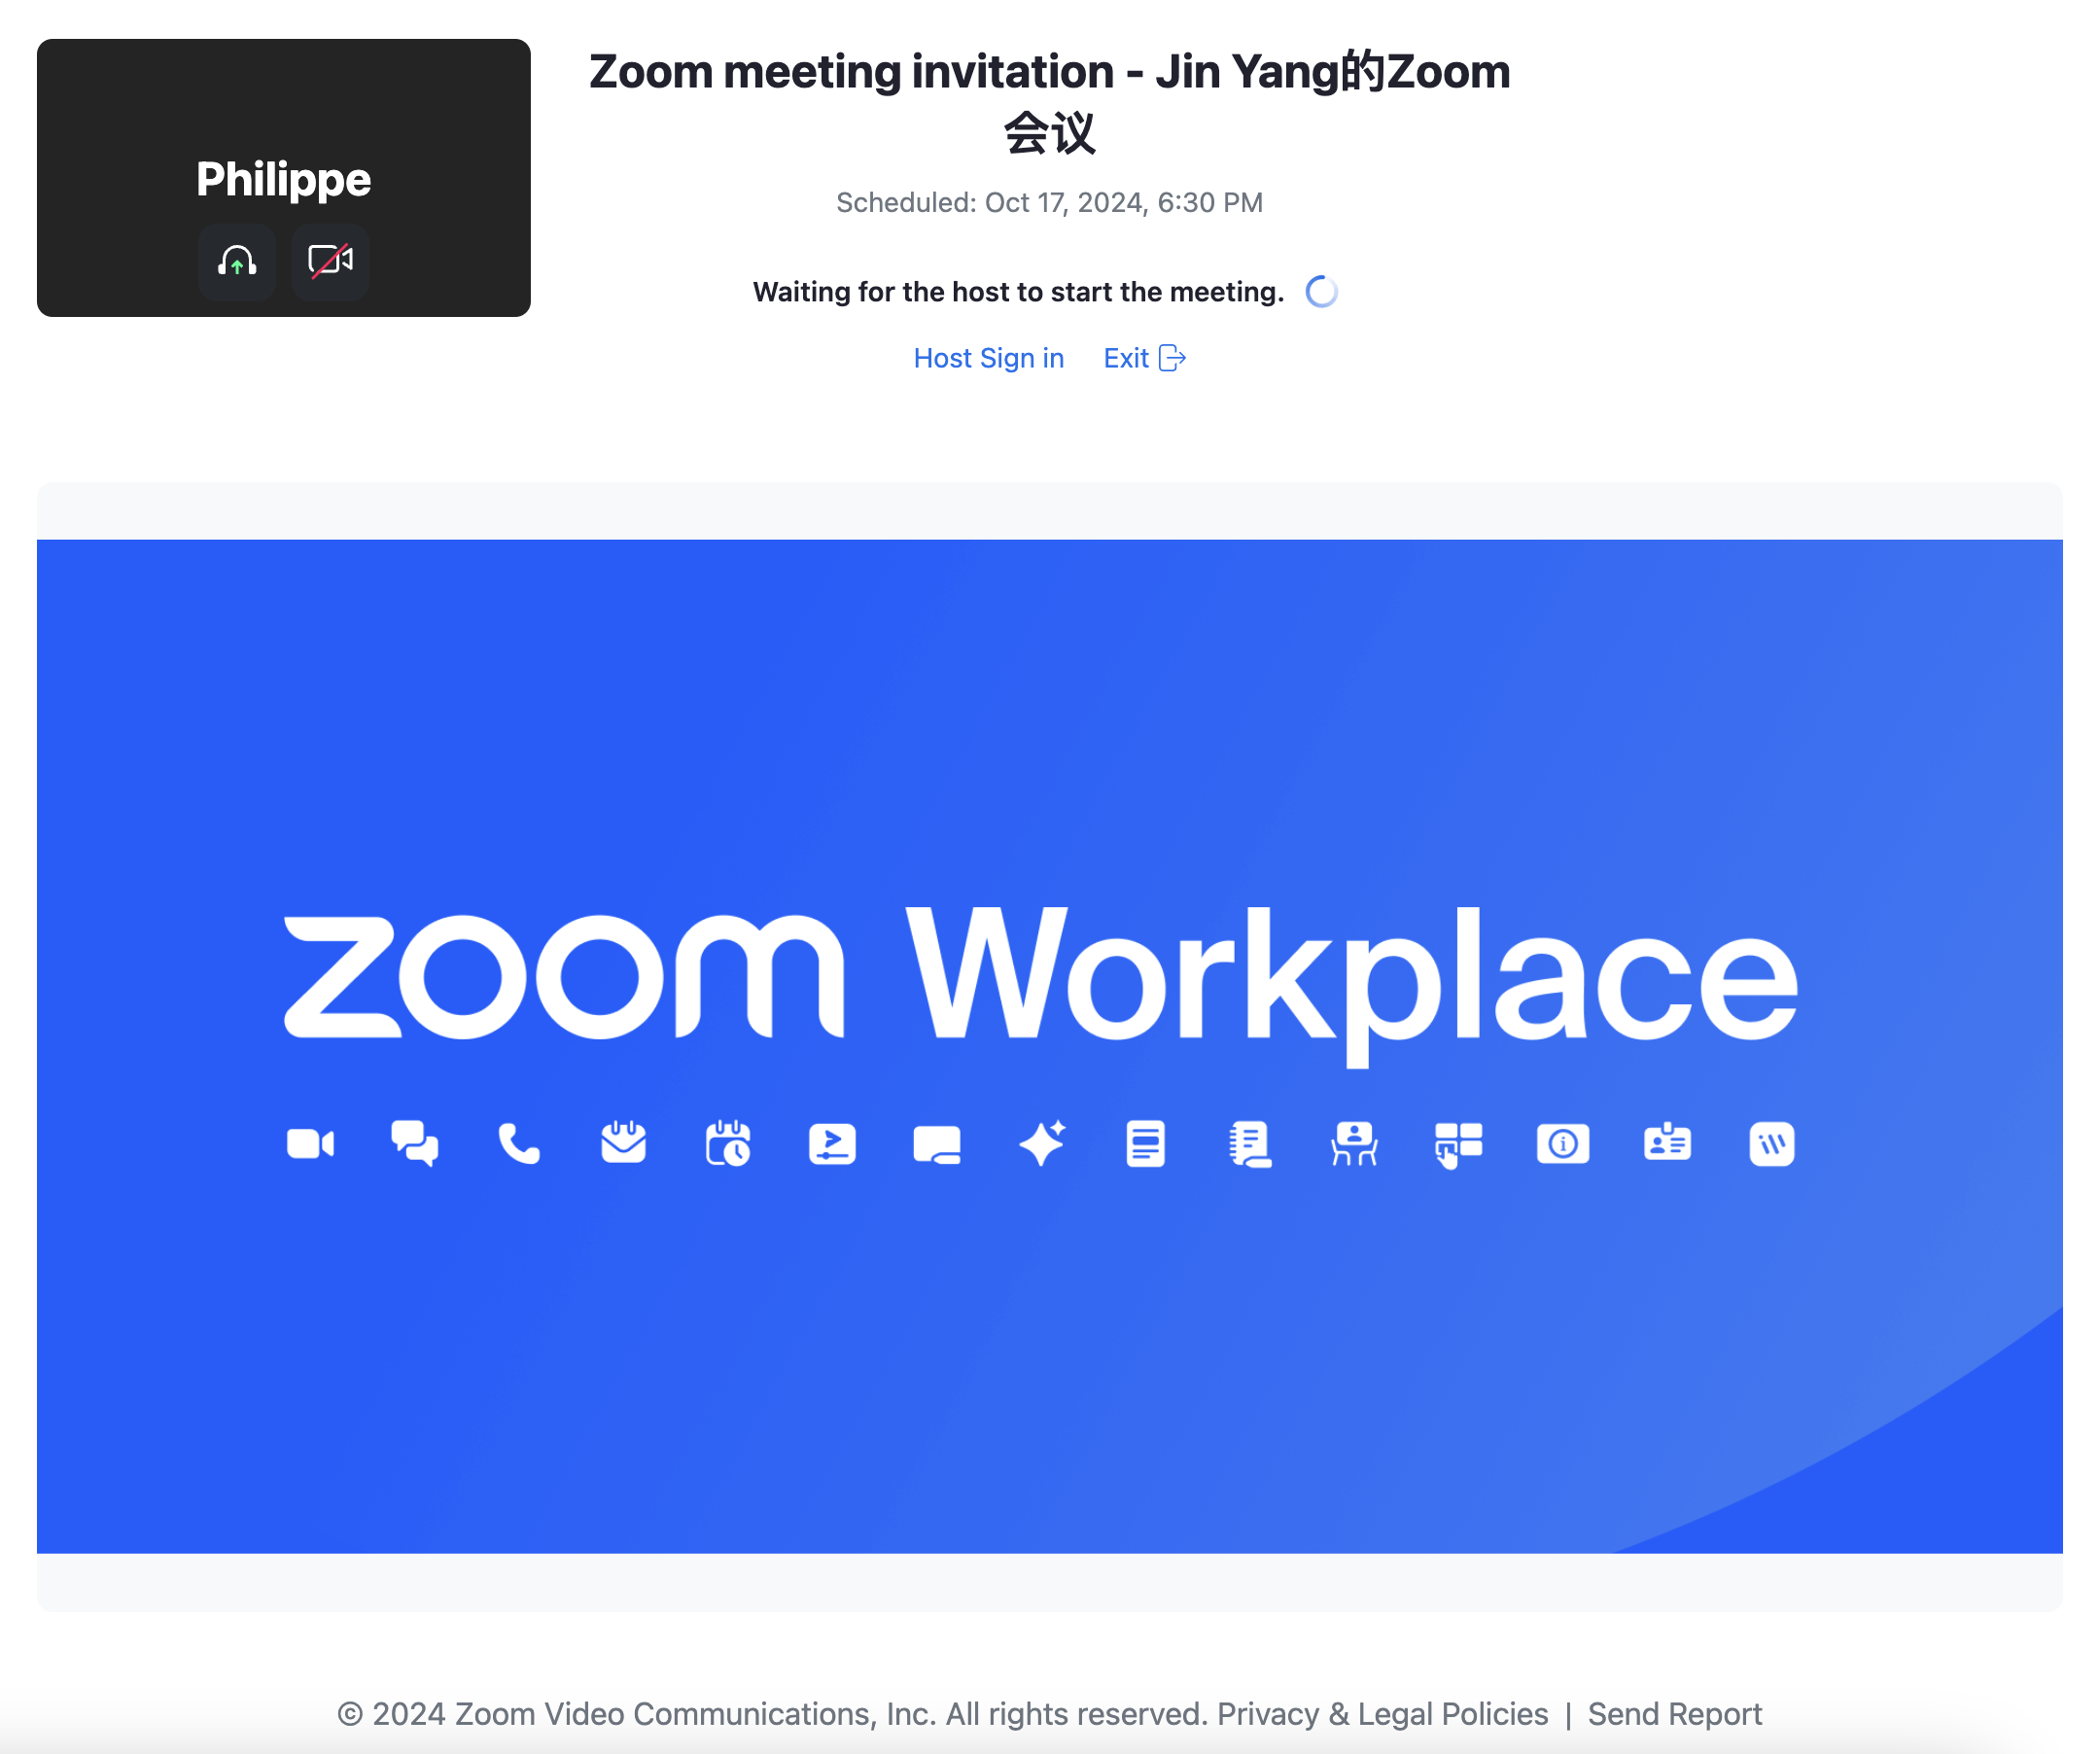 Philippe
Zoom meeting invitation - Jin Yang的Zoom
会议
Scheduled: Oct 17, 2024, 6:30 PM
Waiting for the host to start the meeting.
Host Sign in Exit
zoom Workplace
© 2024 Zoom Video Communications, Inc. All rights reserved. Privacy & Legal Policies | Send Report